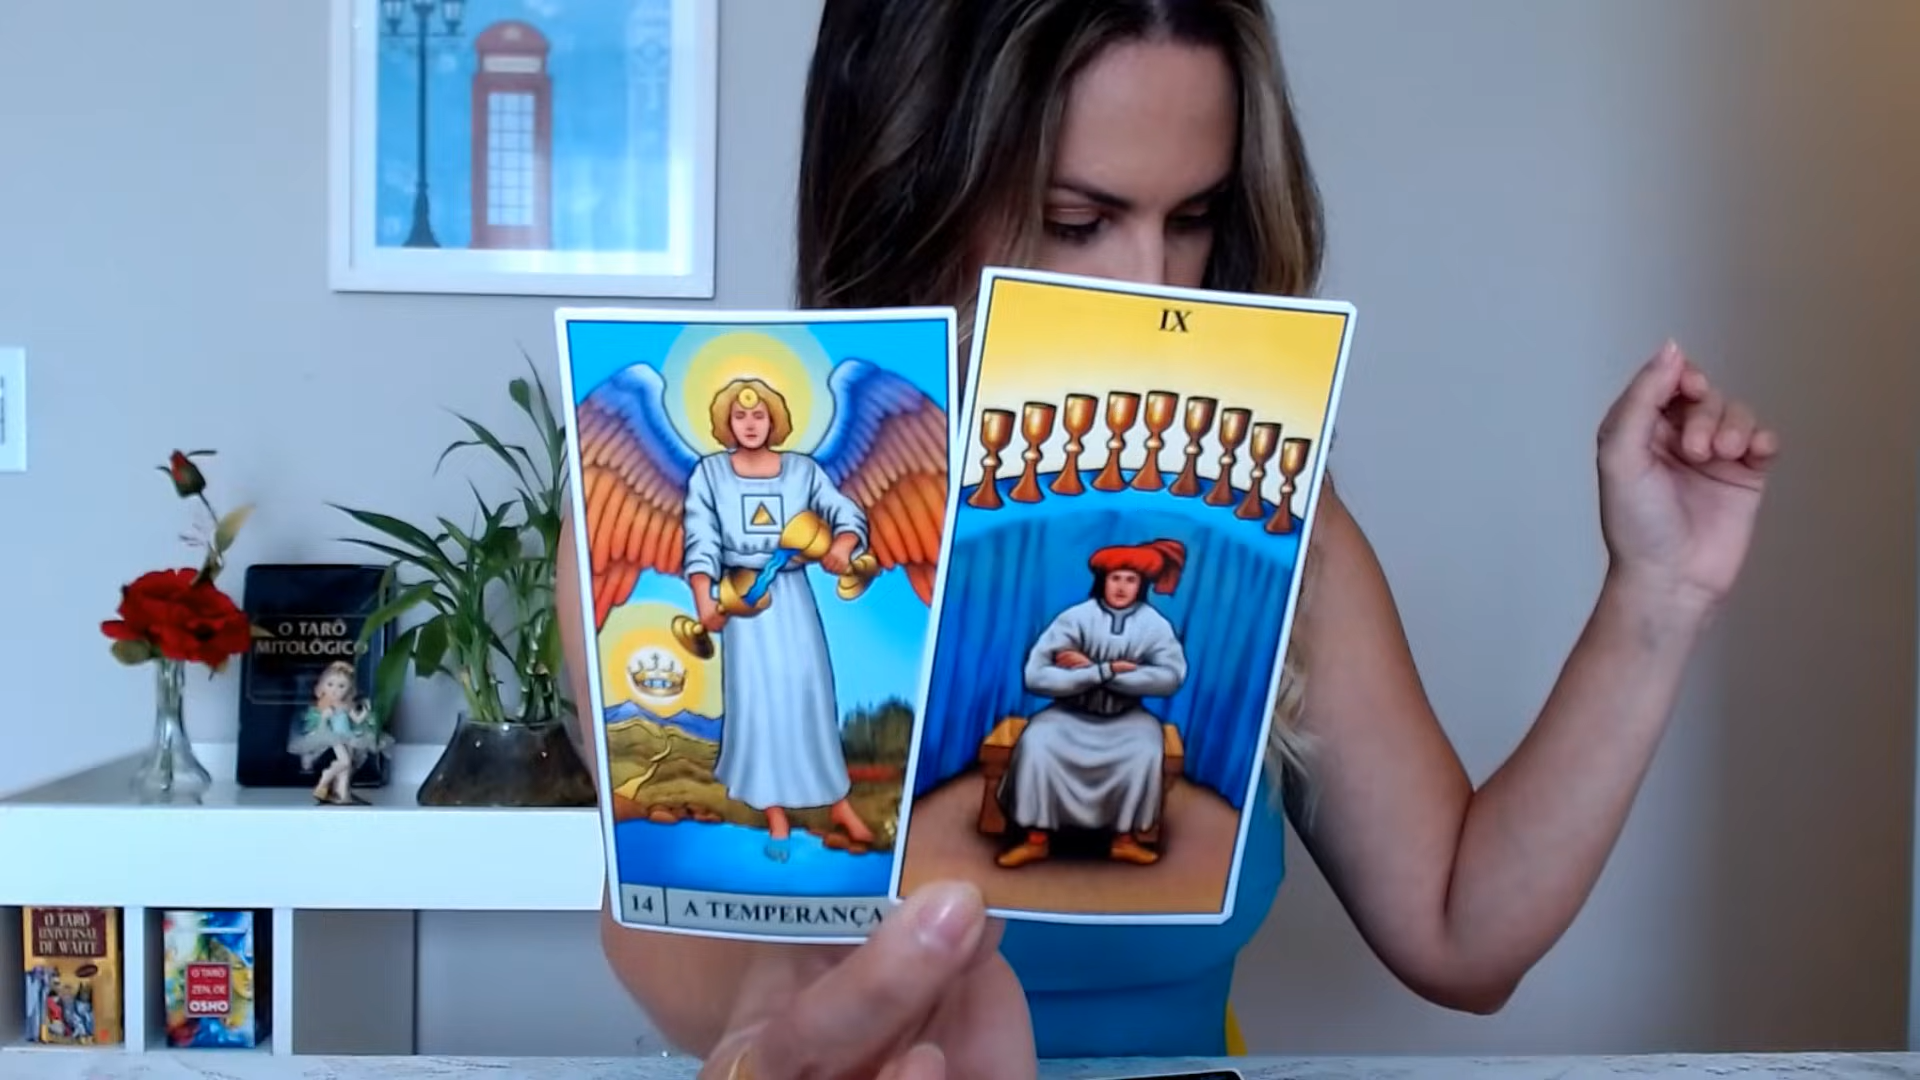 IX
14 A TEMPERANÇA
O TARÔ
MITOLÓGICO
O TARÔ
UNIVERSAL
DE WAITE
O TARÔ
ZEN, DE
OSHO